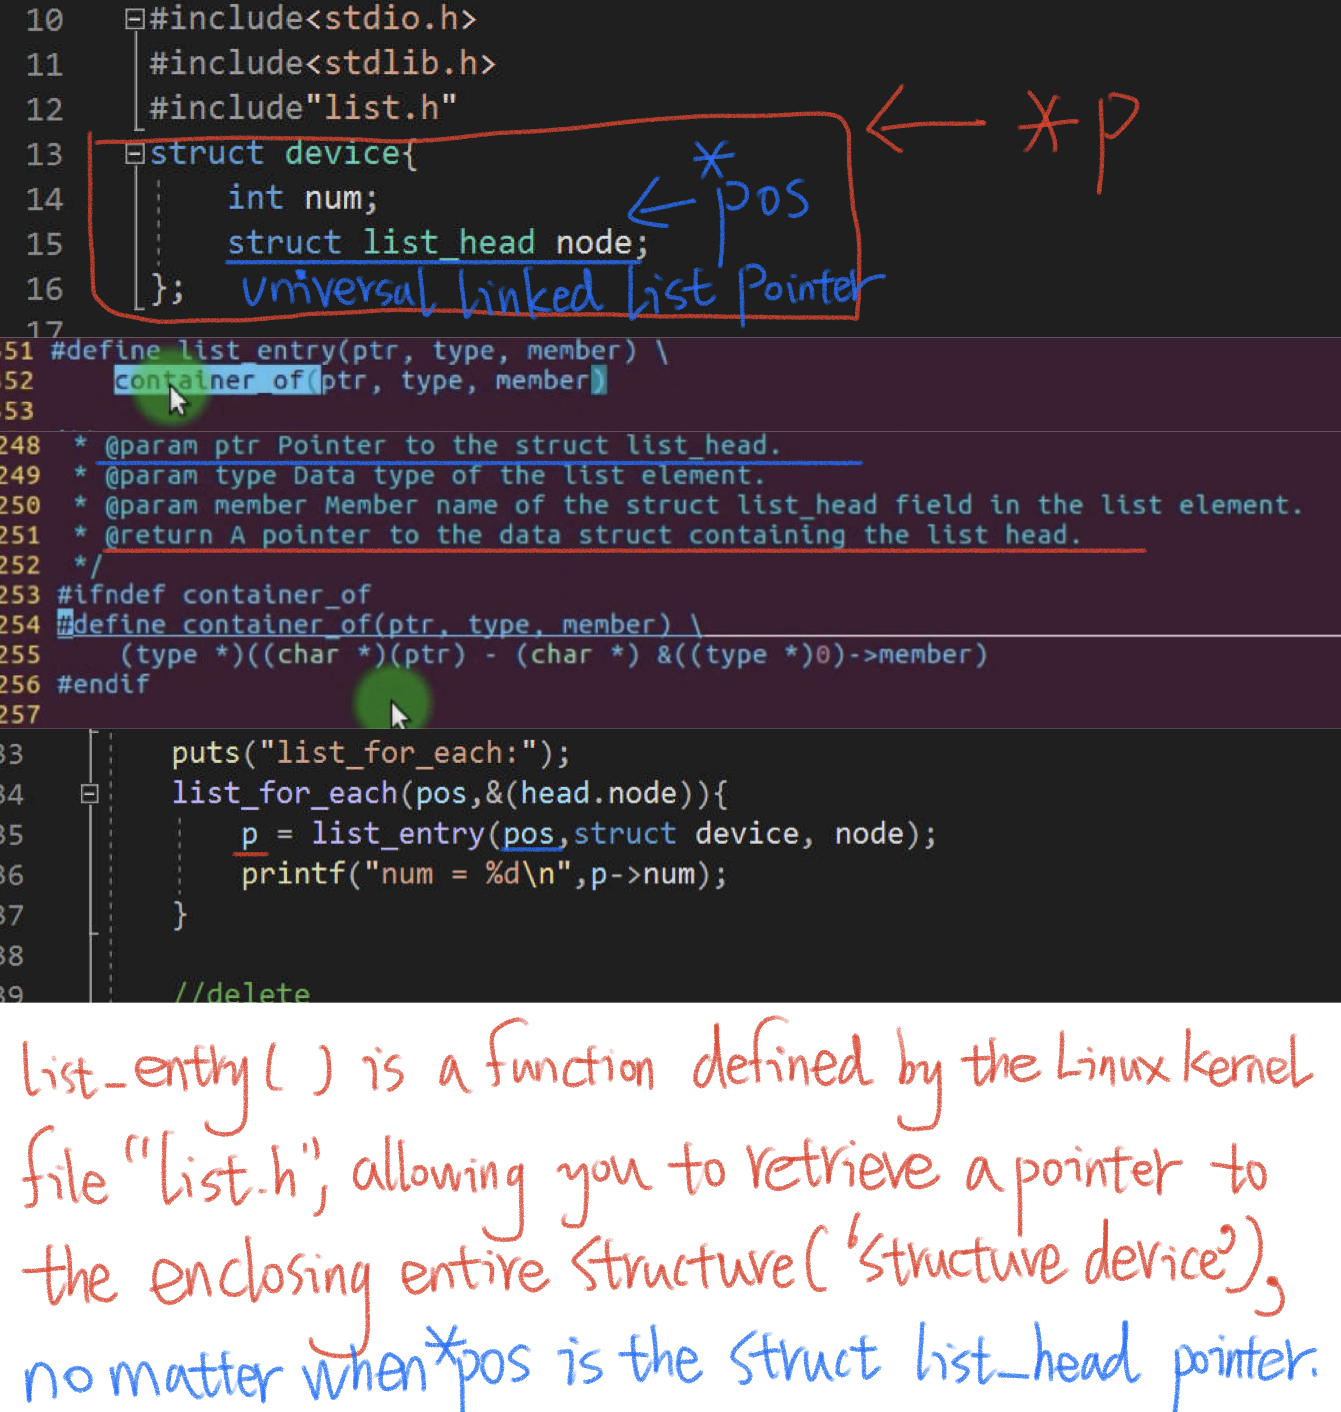 10 #include<stdio.h>
11 #include<stdlib.h>
12 #include"list.h"
← *p
13 struct device{
*pos
14 int num; ←
15 struct list_head node;
16 }; universal linked list pointer
17
351 #define list_entry(ptr, type, member) \
352 container_of(ptr, type, member)
353
248 * @param ptr Pointer to the struct list_head.
249 * @param type Data type of the list element.
250 * @param member Member name of the struct list_head field in the list element.
251 * @return A pointer to the data struct containing the list head.
252 */
253 #ifndef container_of
254 #define container_of(ptr, type, member) \
255 (type *)((char *)(ptr) - (char *) &((type *)0)->member)
256 #endif
257
33 puts("list_for_each:");
34 list_for_each(pos,&(head.node)){
35 p = list_entry(pos,struct device, node);
36 printf("num = %d\n",p->num);
37 }
38
39 //delete
list_entry( ) is a function defined by the Linux kernel
file "list.h", allowing you to retrieve a pointer to
the enclosing entire structure('structure device'),
no matter when *pos is the struct list_head pointer.